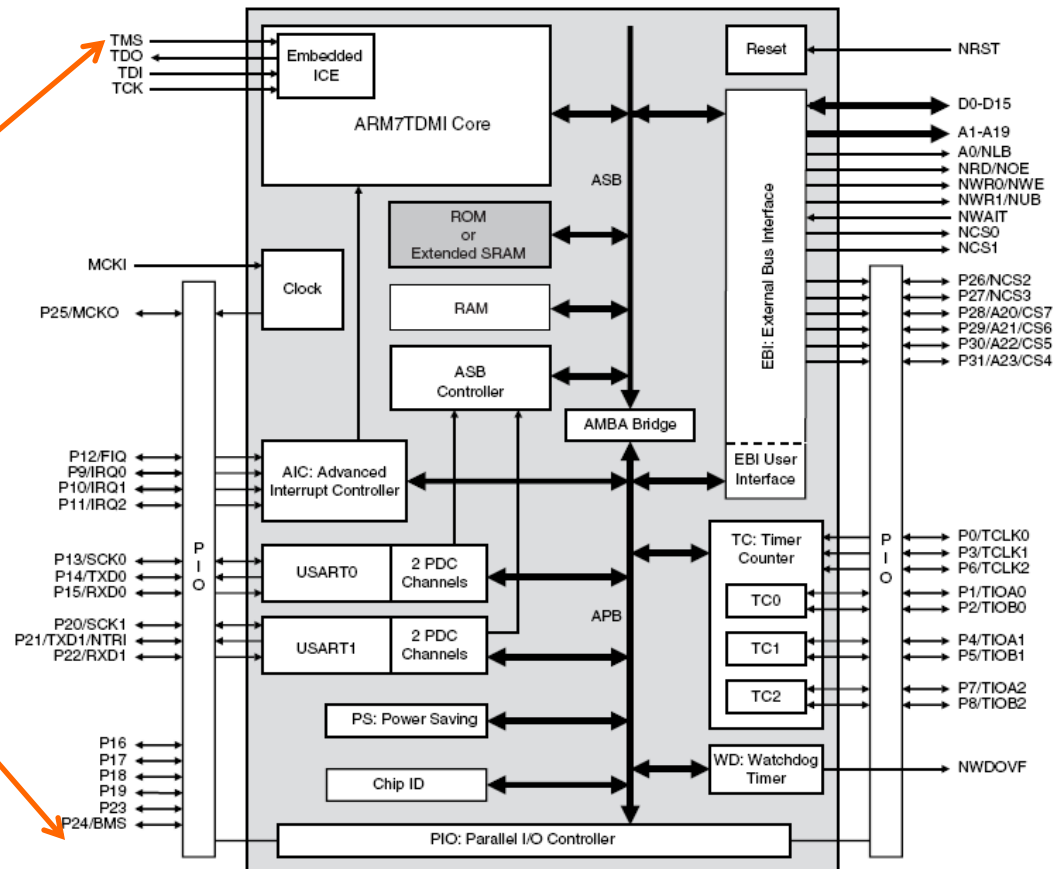 TMS
TDO
TDI
TCK
Embedded
ICE
ARM7TDMI Core
Reset
NRST
D0-D15
A1-A19
A0/NLB
NRD/NOE
NWR0/NWE
NWR1/NUB
NWAIT
NCS0
NCS1
ASB
EBI: External Bus Interface
ROM
or
Extended SRAM
MCKI
Clock
P25/MCKO
RAM
ASB
Controller
P26/NCS2
P27/NCS3
P28/A20/CS7
P29/A21/CS6
P30/A22/CS5
P31/A23/CS4
AMBA Bridge
EBI User
Interface
P12/FIQ
P9/IRQ0
P10/IRQ1
P11/IRQ2
AIC: Advanced
Interrupt Controller
PIO
P13/SCK0
P14/TXD0
P15/RXD0
USART0
2 PDC
Channels
P20/SCK1
P21/TXD1/NTRI
P22/RXD1
USART1
2 PDC
Channels
APB
TC: Timer
Counter
TC0
TC1
TC2
PIO
P0/TCLK0
P3/TCLK1
P6/TCLK2
P1/TIOA0
P2/TIOB0
P4/TIOA1
P5/TIOB1
P7/TIOA2
P8/TIOB2
PS: Power Saving
P16
P17
P18
P19
P23
P24/BMS
Chip ID
WD: Watchdog
Timer
NWDOVF
PIO: Parallel I/O Controller